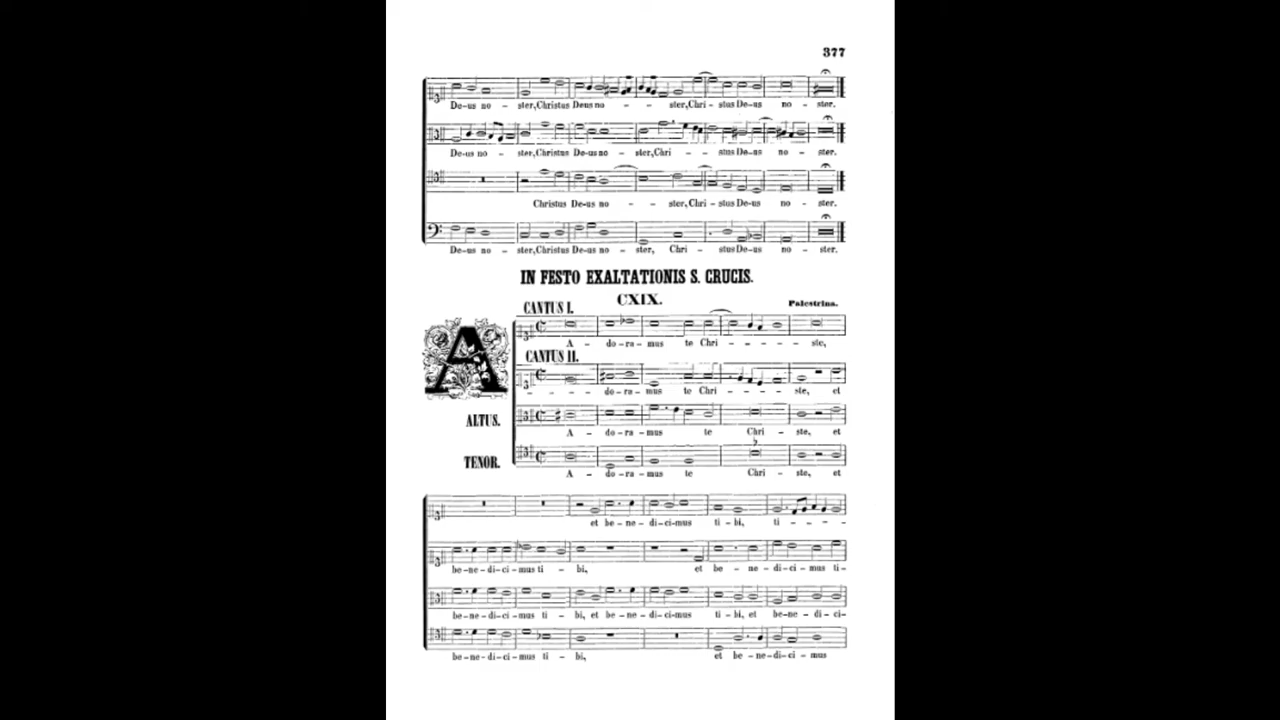 377
De-us no - ster,Christus Deus no - - ster,Chri - stus De-us no - ster.
De-us no - ster,Christus De-us no - ster,Chri - stus De-us no - ster.
Christus De-us no - - ster,Chri - stus De-us no - ster.
De-us no - ster,Christus De-us no - ster, Chri - stus De-us no - ster.
IN FESTO EXALTATIONIS S. CRUCIS.
CXIX.
Palestrina.
CANTUS I.
A - do-ra-mus te Chri - - - - ste,
CANTUS II.
A - - - - do-ra-mus te Chri - - - ste, et
ALTUS.
A - do-ra-mus te Chri - ste, et
TENOR.
A - do-ra-mus te Chri - ste, et
et be-ne-di-ci-mus ti-bi, ti - - - -
be-ne-di-ci-mus ti - bi, et be - ne-di-ci-mus ti-
be-ne-di-ci-mus ti - bi, et be-ne-di-ci-mus ti-bi, et be-ne-di-ci-
be-ne-di-ci-mus ti - bi, et be-ne-di-ci-mus